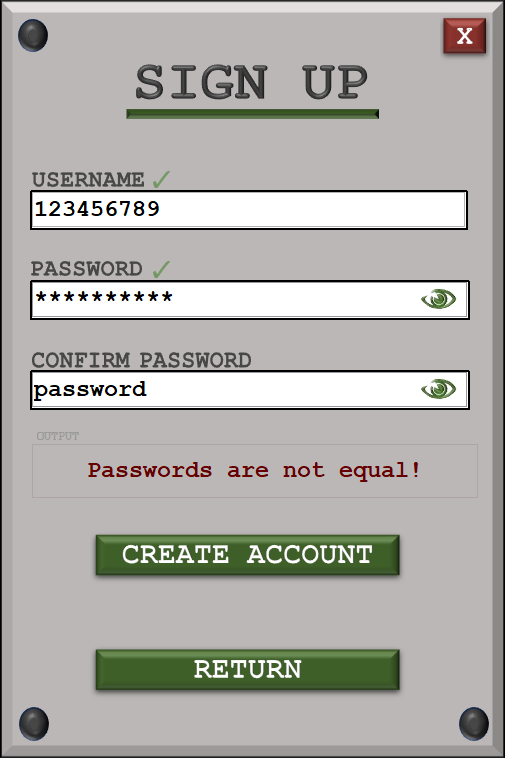 X
SIGN UP
USERNAME ✓
123456789
PASSWORD ✓
**********
CONFIRM PASSWORD
password
OUTPUT
Passwords are not equal!
CREATE ACCOUNT
RETURN